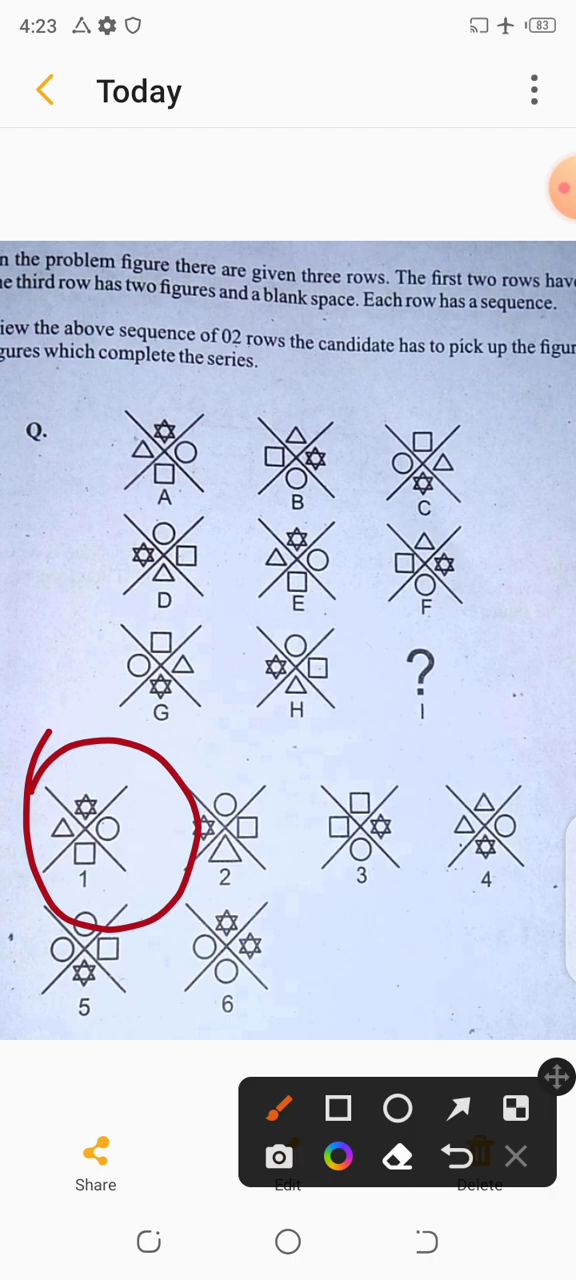 4:23
83
Today
n the problem figure there are given three rows. The first two rows have
e third row has two figures and a blank space. Each row has a sequence.
iew the above sequence of 02 rows the candidate has to pick up the figur
gures which complete the series.
Q.
A B C
D E F
?
G H I
1 2 3 4
5 6
Share Edit Delete